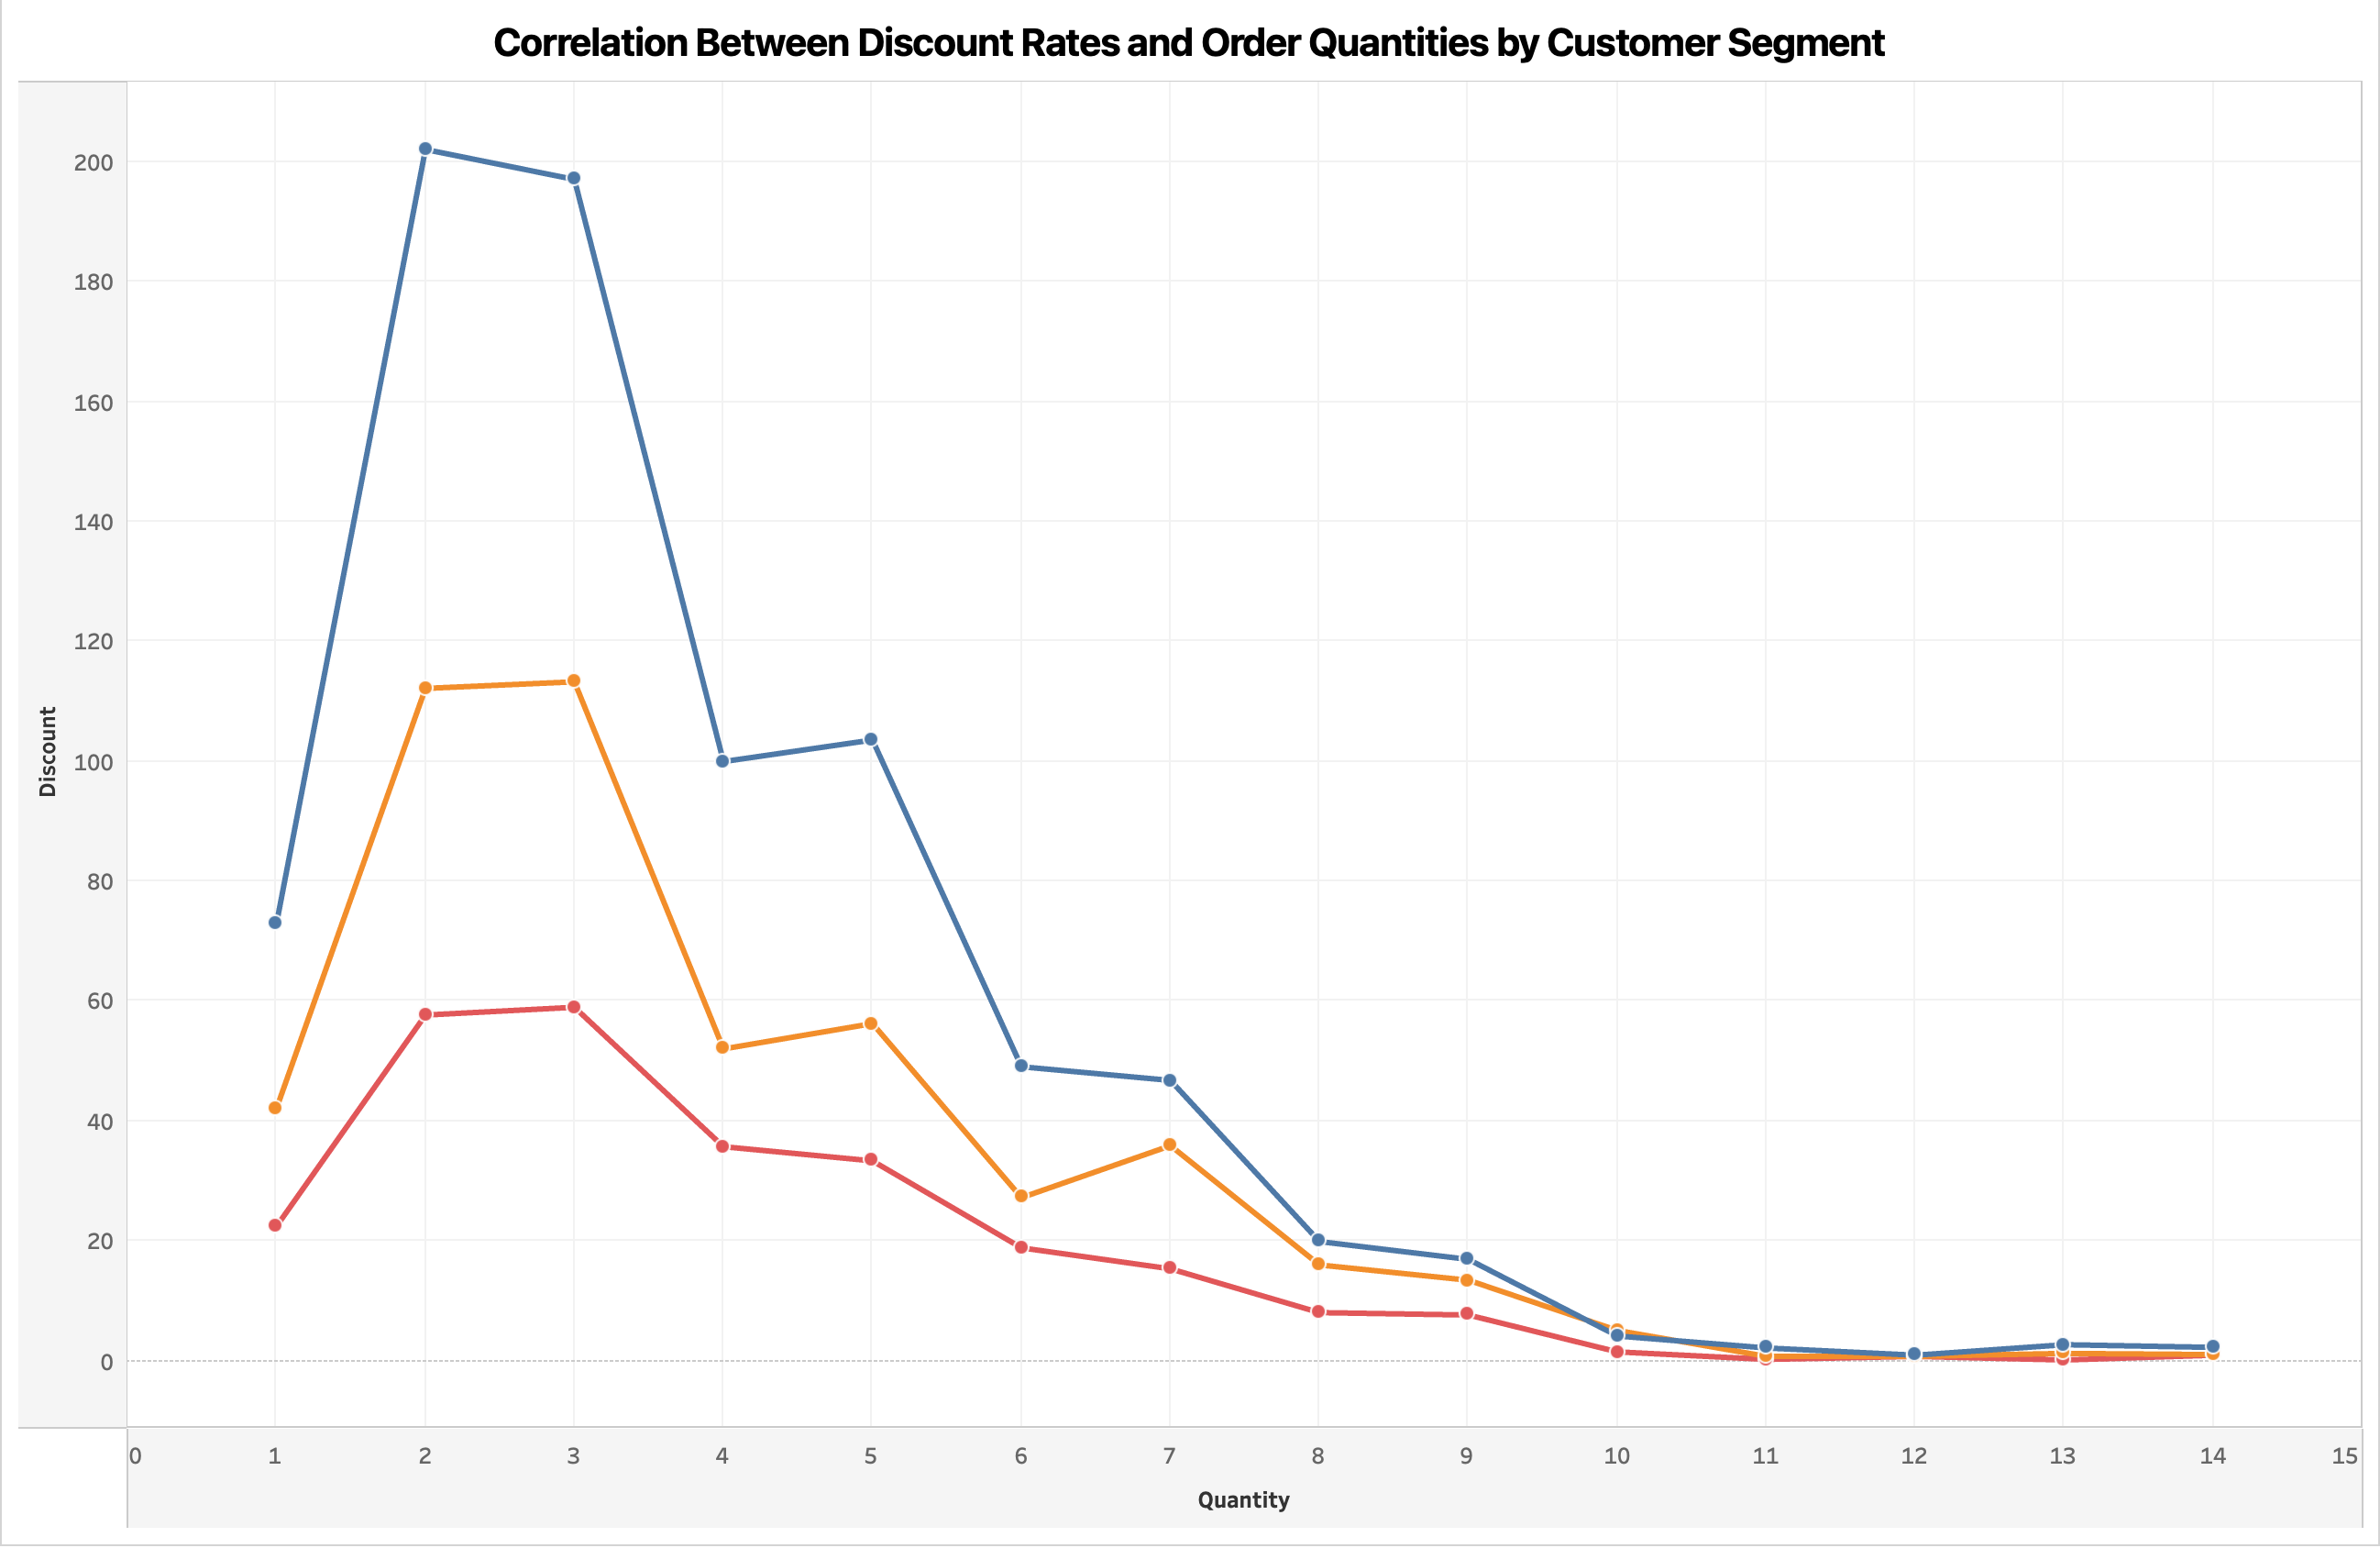 Correlation Between Discount Rates and Order Quantities by Customer Segment
200
180
160
140
120
100
80
60
40
20
0
Discount
0 1 2 3 4 5 6 7 8 9 10 11 12 13 14 15
Quantity